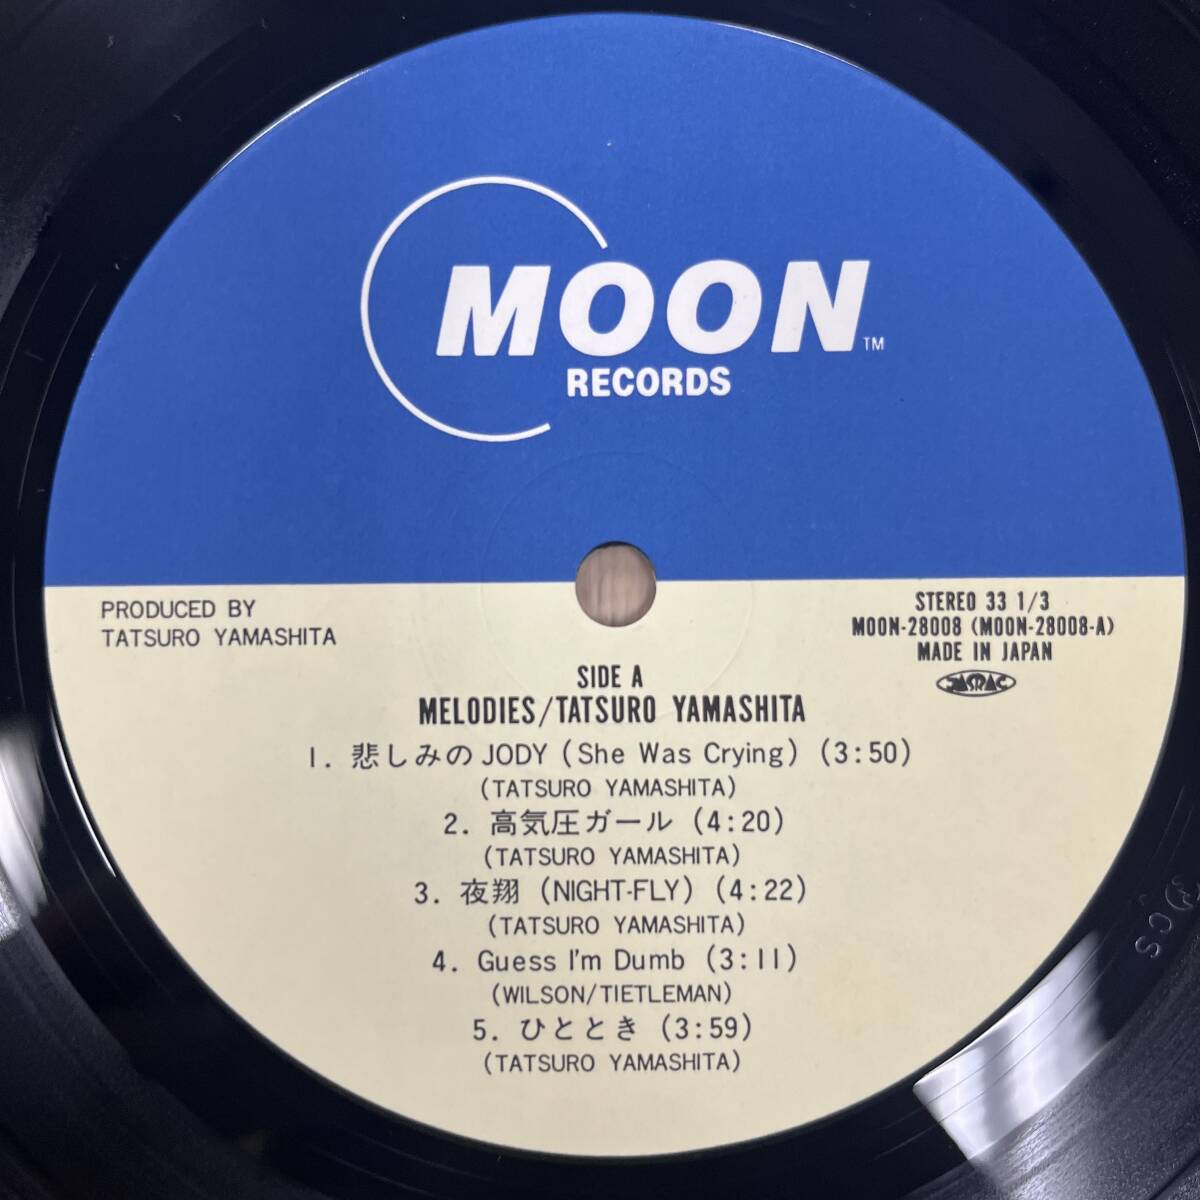 MOON
TM
RECORDS
PRODUCED BY
TATSURO YAMASHITA
STEREO 33 1/3
MOON-28008 (MOON-28008-A)
MADE IN JAPAN
JASRAC
SIDE A
MELODIES/TATSURO YAMASHITA
1. 悲しみのJODY (She Was Crying) (3:50)
(TATSURO YAMASHITA)
2. 高気圧ガール (4:20)
(TATSURO YAMASHITA)
3. 夜翔 (NIGHT-FLY) (4:22)
(TATSURO YAMASHITA)
4. Guess I'm Dumb (3:11)
(WILSON/TIETLEMAN)
5. ひととき (3:59)
(TATSURO YAMASHITA)
CS